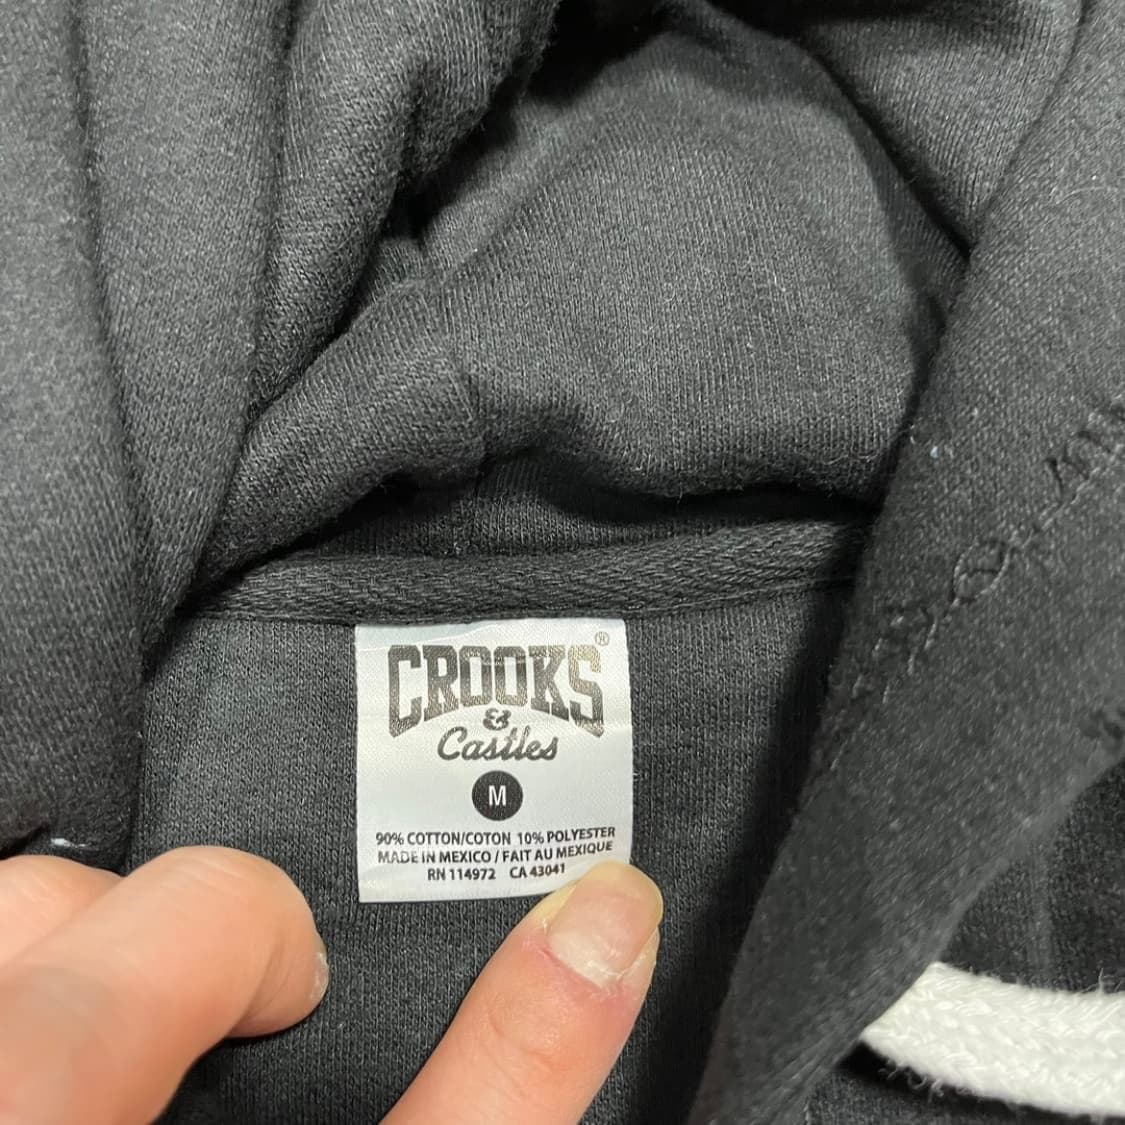 CROOKS®
&
Castles
M
90% COTTON/COTON 10% POLYESTER
MADE IN MEXICO / FAIT AU MEXIQUE
RN 114972 CA 43041